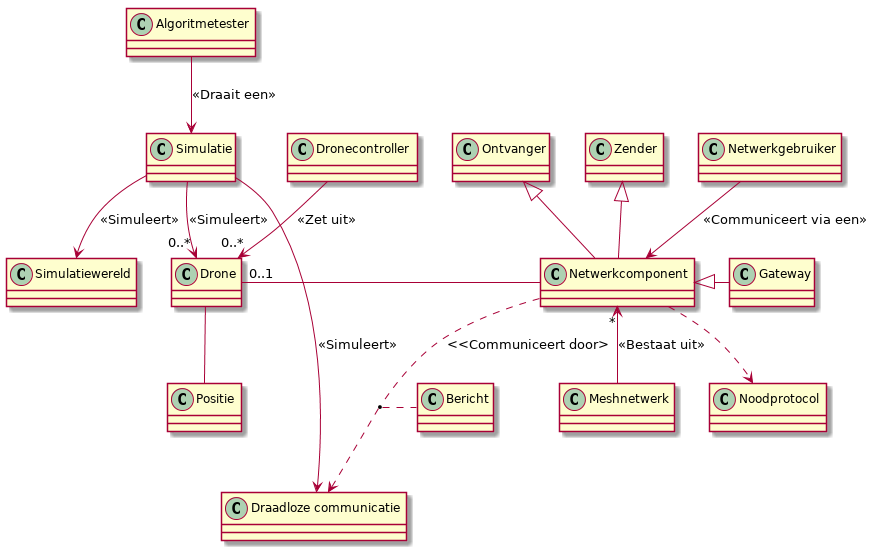 C Algoritmetester
«Draait een»
C Simulatie
C Dronecontroller
C Ontvanger
C Zender
C Netwerkgebruiker
«Simuleert»
«Simuleert»
«Zet uit»
«Communiceert via een»
0..*
0..*
C Simulatiewereld
C Drone
0..1
C Netwerkcomponent
C Gateway
*
«Simuleert»
<<Communiceert door>
«Bestaat uit»
C Positie
C Bericht
C Meshnetwerk
C Noodprotocol
C Draadloze communicatie